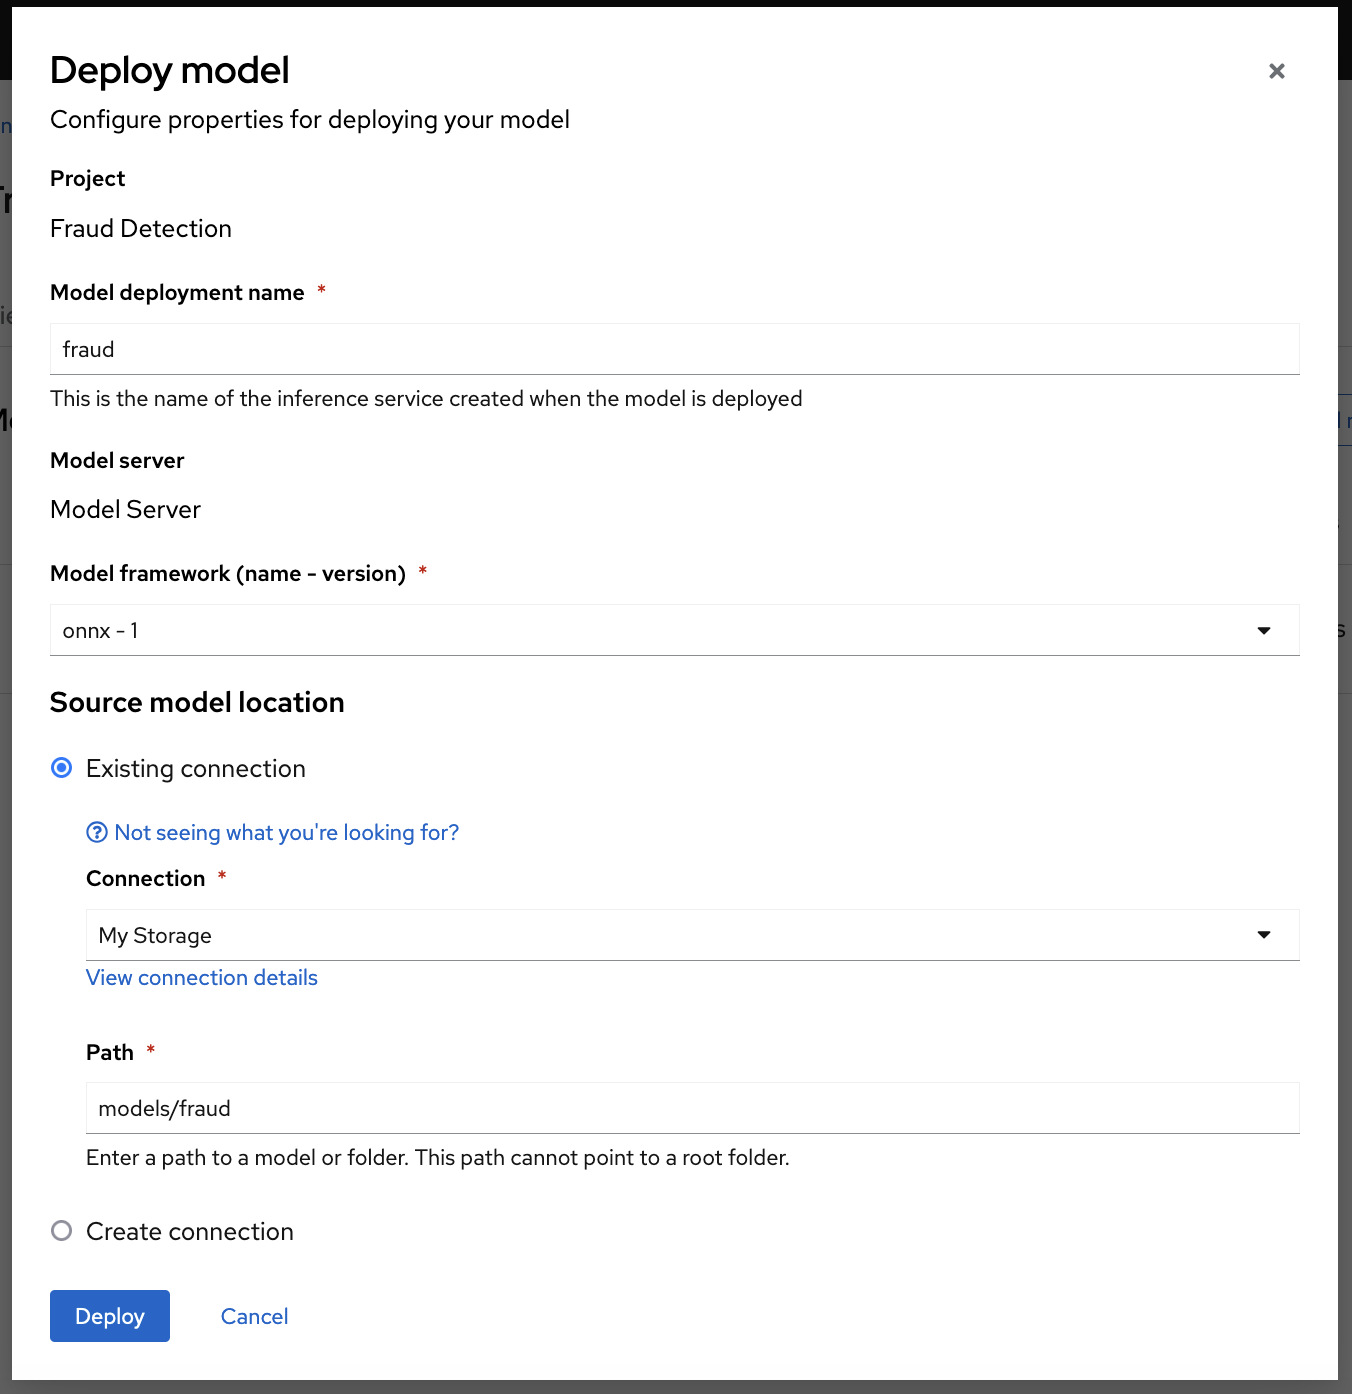 Deploy model
Configure properties for deploying your model
Project
Fraud Detection
Model deployment name *
fraud
This is the name of the inference service created when the model is deployed
Model server
Model Server
Model framework (name - version) *
onnx - 1
Source model location
Existing connection
Not seeing what you're looking for?
Connection *
My Storage
View connection details
Path *
models/fraud
Enter a path to a model or folder. This path cannot point to a root folder.
Create connection
Deploy Cancel